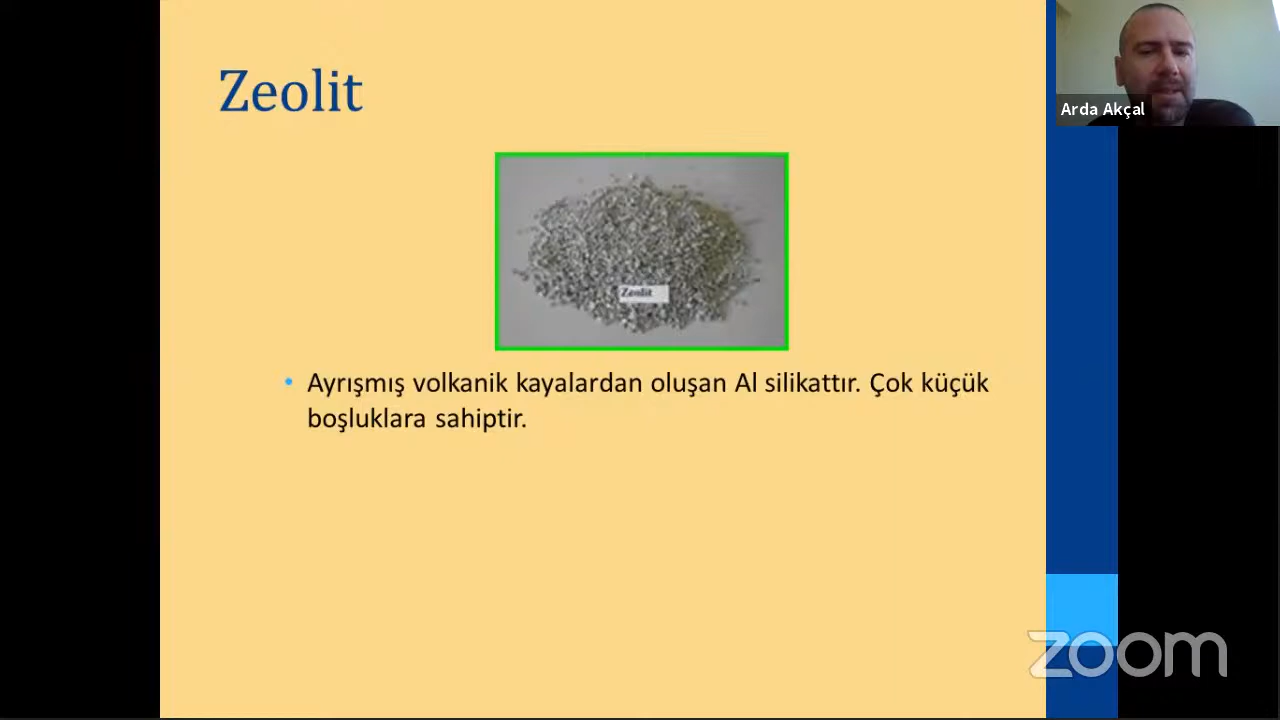 Zeolit
Arda Akçal
Zeolit
• Ayrışmış volkanik kayalardan oluşan Al silikattır. Çok küçük
boşluklara sahiptir.
zoom